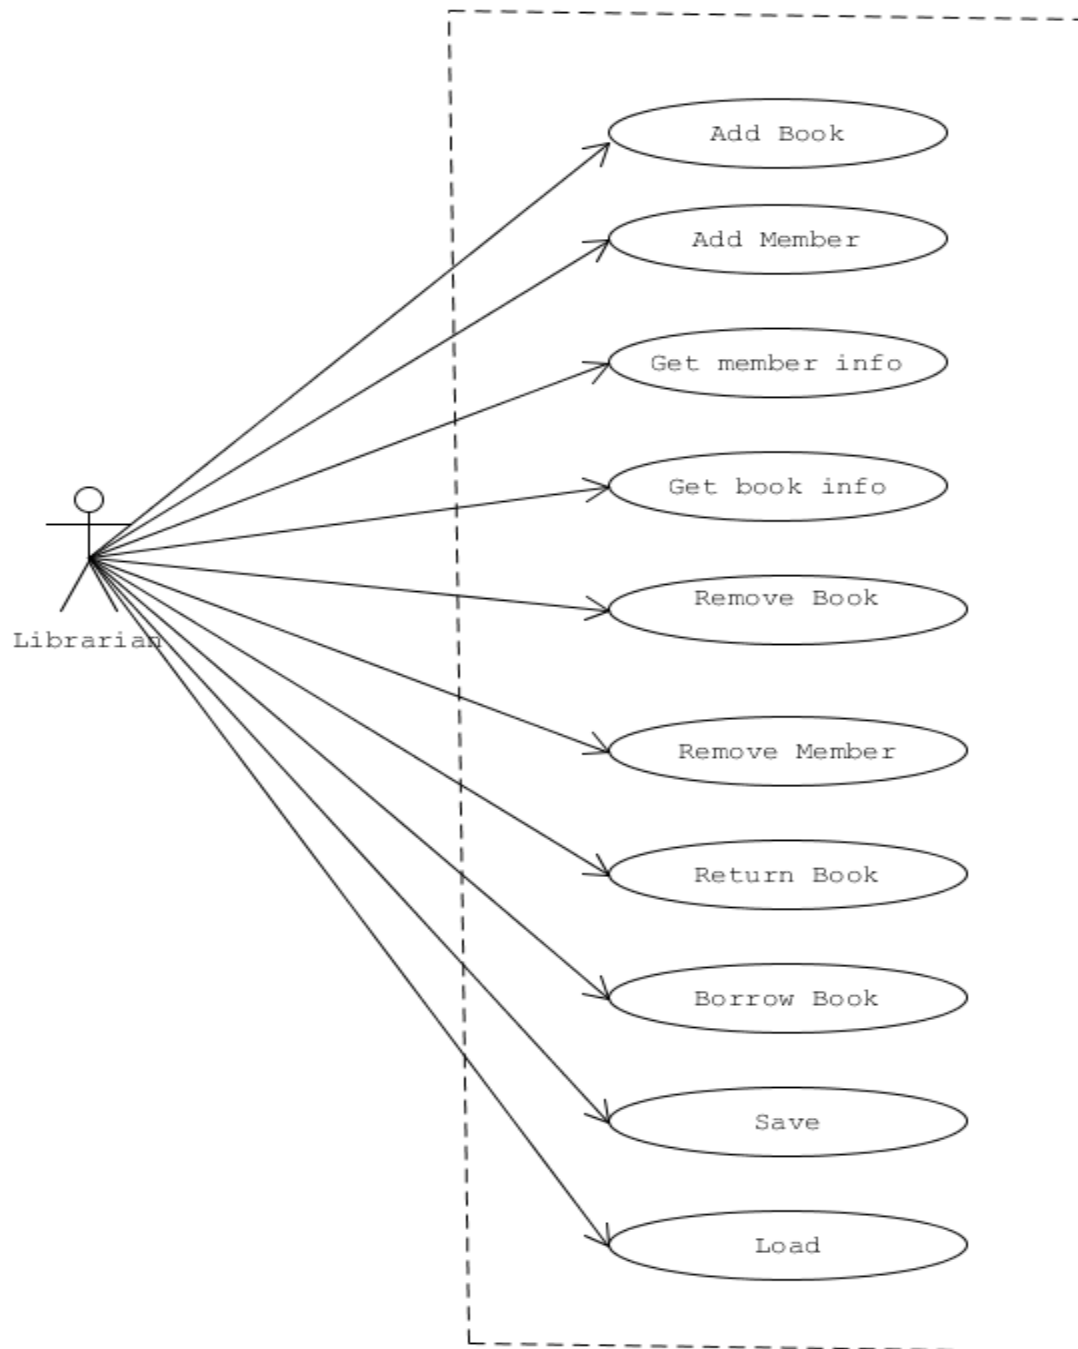 Add Book
Add Member
Get member info
Get book info
Remove Book
Librarian
Remove Member
Return Book
Borrow Book
Save
Load